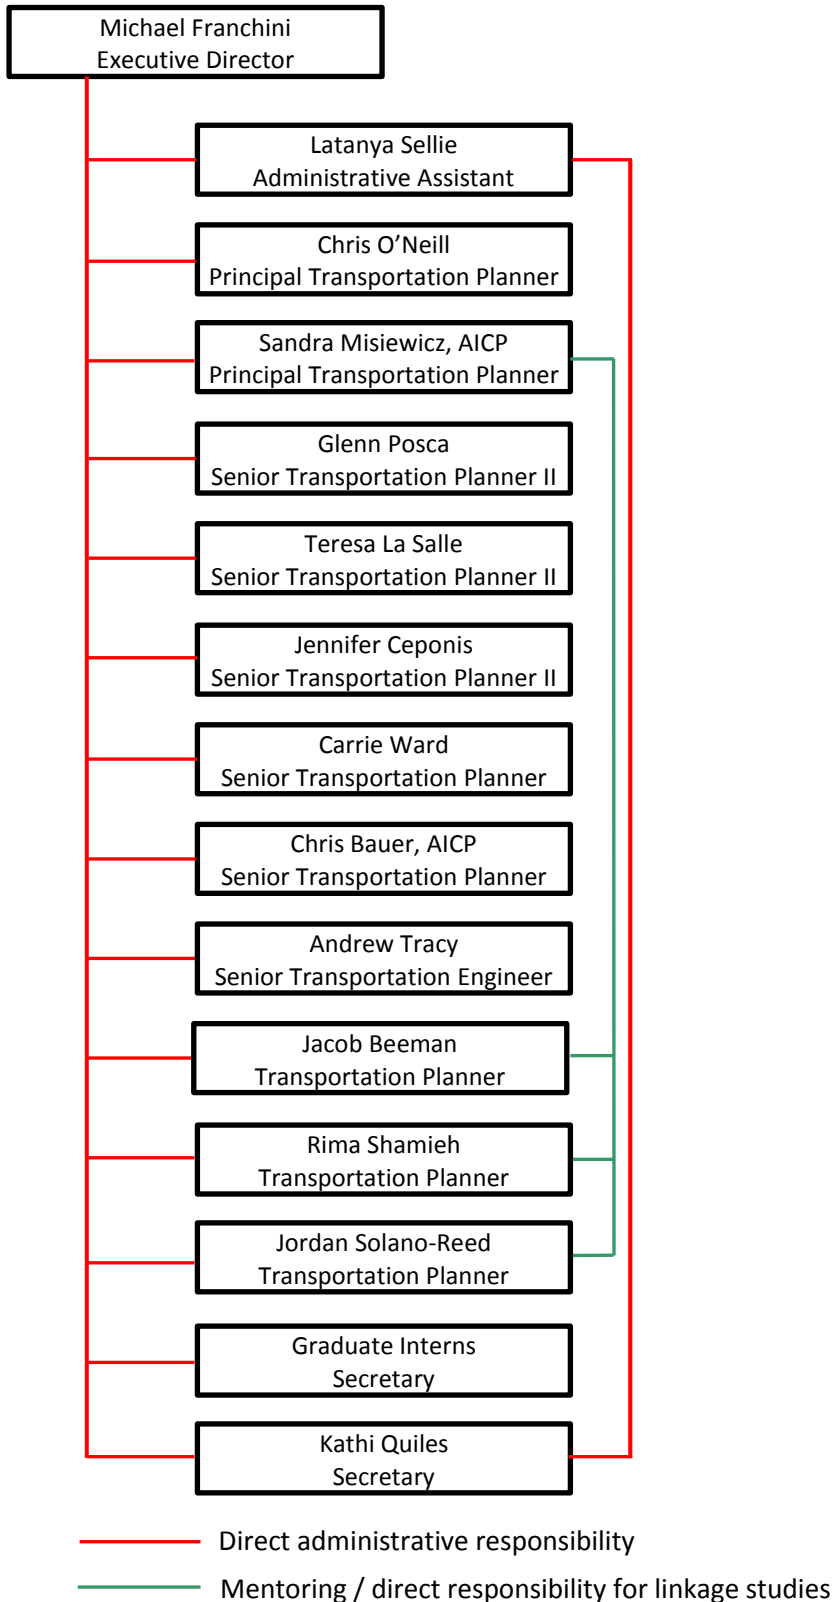 Michael Franchini
Executive Director
Latanya Sellie
Administrative Assistant
Chris O’Neill
Principal Transportation Planner
Sandra Misiewicz, AICP
Principal Transportation Planner
Glenn Posca
Senior Transportation Planner II
Teresa La Salle
Senior Transportation Planner II
Jennifer Ceponis
Senior Transportation Planner II
Carrie Ward
Senior Transportation Planner
Chris Bauer, AICP
Senior Transportation Planner
Andrew Tracy
Senior Transportation Engineer
Jacob Beeman
Transportation Planner
Rima Shamieh
Transportation Planner
Jordan Solano-Reed
Transportation Planner
Graduate Interns
Secretary
Kathi Quiles
Secretary
Direct administrative responsibility
Mentoring / direct responsibility for linkage studies